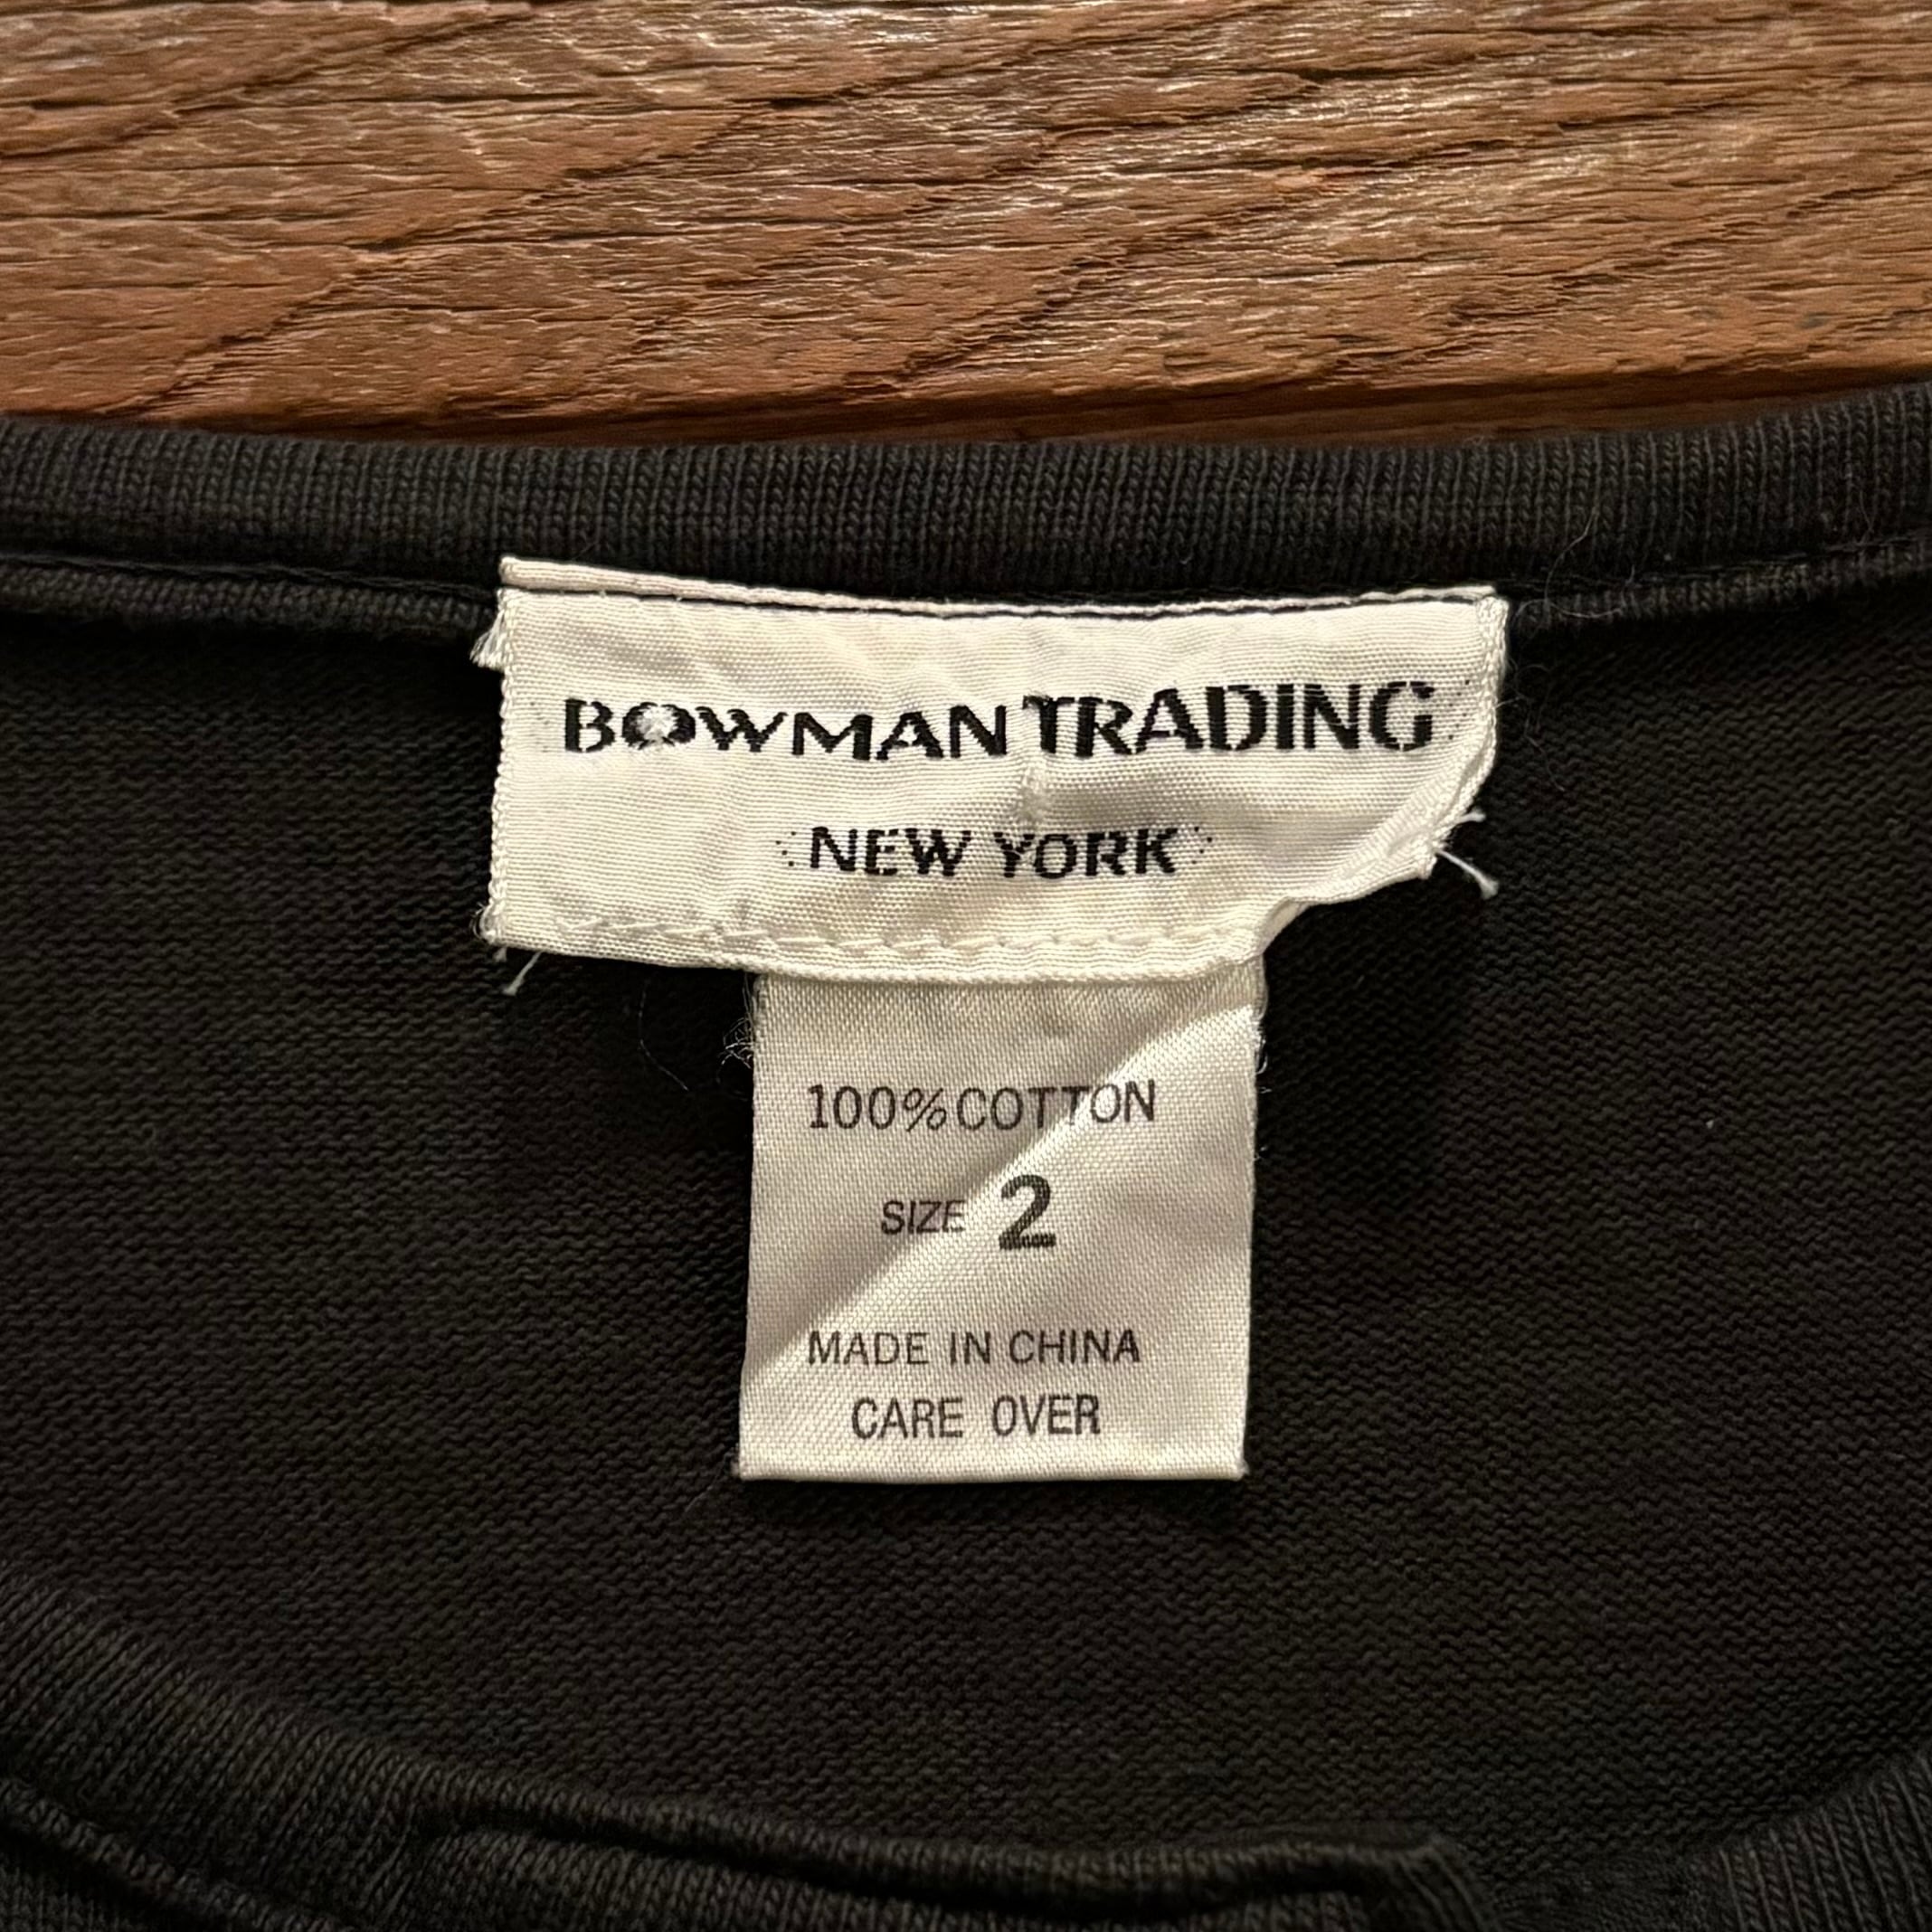 BOWMAN TRADING
NEW YORK
100% COTTON
SIZE 2
MADE IN CHINA
CARE OVER